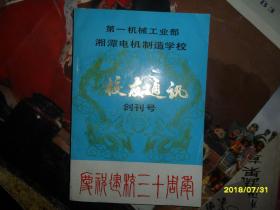 第一机械工业部
湘潭电机制造学校
校友通讯
创刊号
慶祝建校三十周年
2018/07/31